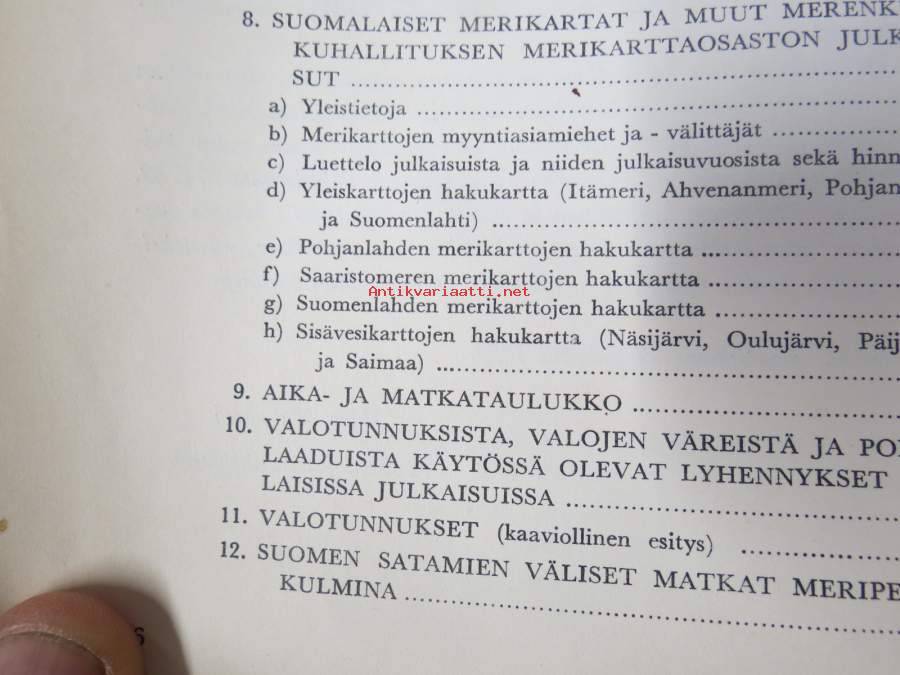 8. SUOMALAISET MERIKARTAT JA MUUT MERENK
KUHALLITUKSEN MERIKARTTAOSASTON JULK
SUT
a) Yleistietoja
b) Merikarttojen myyntiasiamiehet ja - välittäjät
c) Luettelo julkaisuista ja niiden julkaisuvuosista sekä hinn
d) Yleiskarttojen hakukartta (Itämeri, Ahvenanmeri, Pohjan
ja Suomenlahti)
e) Pohjanlahden merikarttojen hakukartta
f) Saaristomeren merikarttojen hakukartta
Antikvariaatti.net
g) Suomenlahden merikarttojen hakukartta
h) Sisävesikarttojen hakukartta (Näsijärvi, Oulujärvi, Päij
ja Saimaa)
9. AIKA- JA MATKATAULUKKO
10. VALOTUNNUKSISTA, VALOJEN VÄREISTÄ JA PO
LAADUISTA KÄYTÖSSÄ OLEVAT LYHENNYKSET
LAISISSA JULKAISUISSA
11. VALOTUNNUKSET (kaaviollinen esitys)
12. SUOMEN SATAMIEN VÄLISET MATKAT MERIPE
KULMINA
6